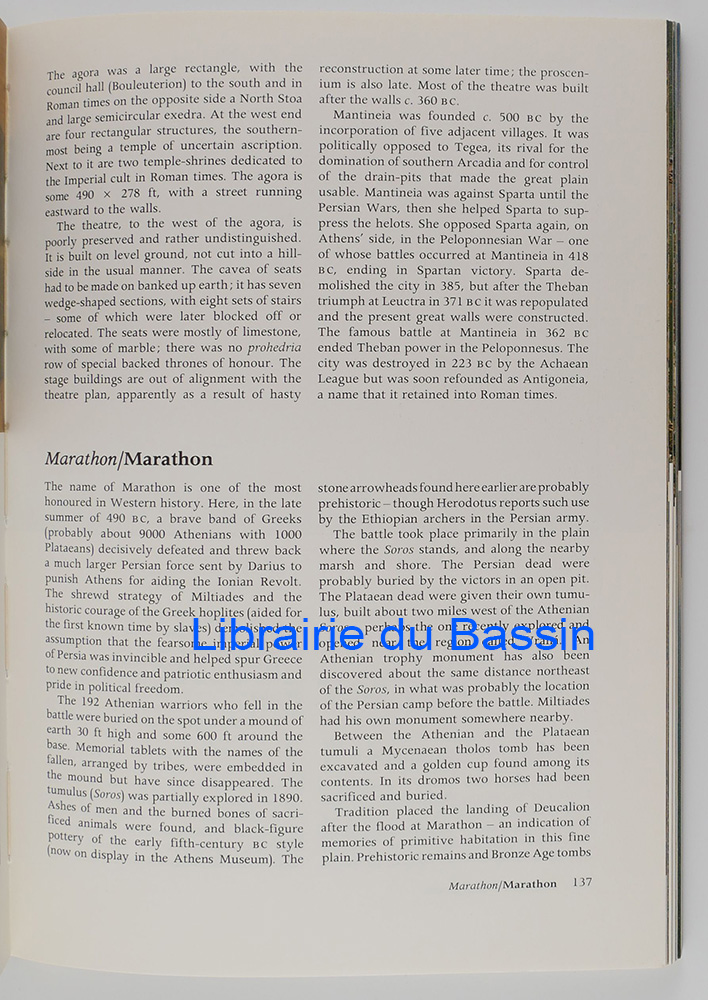 The agora was a large rectangle, with the
council hall (Bouleuterion) to the south and in
Roman times on the opposite side a North Stoa
and large semicircular exedra. At the west end
are four rectangular structures, the southern-
most being a temple of uncertain ascription.
Next to it are two temple-shrines dedicated to
the Imperial cult in Roman times. The agora is
some 490 × 278 ft, with a street running
eastward to the walls.
The theatre, to the west of the agora, is
poorly preserved and rather undistinguished.
It is built on level ground, not cut into a hill-
side in the usual manner. The cavea of seats
had to be made on banked up earth; it has seven
wedge-shaped sections, with eight sets of stairs
– some of which were later blocked off or
relocated. The seats were mostly of limestone,
with some of marble; there was no prohedria
row of special backed thrones of honour. The
stage buildings are out of alignment with the
theatre plan, apparently as a result of hasty
reconstruction at some later time; the proscen-
ium is also late. Most of the theatre was built
after the walls c. 360 BC.
Mantineia was founded c. 500 BC by the
incorporation of five adjacent villages. It was
politically opposed to Tegea, its rival for the
domination of southern Arcadia and for control
of the drain-pits that made the great plain
usable. Mantineia was against Sparta until the
Persian Wars, then she helped Sparta to sup-
press the helots. She opposed Sparta again, on
Athens' side, in the Peloponnesian War – one
of whose battles occurred at Mantineia in 418
BC, ending in Spartan victory. Sparta de-
molished the city in 385, but after the Theban
triumph at Leuctra in 371 BC it was repopulated
and the present great walls were constructed.
The famous battle at Mantineia in 362 BC
ended Theban power in the Peloponnesus. The
city was destroyed in 223 BC by the Achaean
League but was soon refounded as Antigoneia,
a name that it retained into Roman times.
Marathon/Marathon
The name of Marathon is one of the most
honoured in Western history. Here, in the late
summer of 490 BC, a brave band of Greeks
(probably about 9000 Athenians with 1000
Plataeans) decisively defeated and threw back
a much larger Persian force sent by Darius to
punish Athens for aiding the Ionian Revolt.
The shrewd strategy of Miltiades and the
historic courage of the Greek hoplites (aided for
the first known time by slaves) demolished the
assumption that the fearsome imperial power
of Persia was invincible and helped spur Greece
to new confidence and patriotic enthusiasm and
pride in political freedom.
The 192 Athenian warriors who fell in the
battle were buried on the spot under a mound of
earth 30 ft high and some 600 ft around the
base. Memorial tablets with the names of the
fallen, arranged by tribes, were embedded in
the mound but have since disappeared. The
tumulus (Soros) was partially explored in 1890.
Ashes of men and the burned bones of sacri-
ficed animals were found, and black-figure
pottery of the early fifth-century BC style
(now on display in the Athens Museum). The
stone arrowheads found here earlier are probably
prehistoric – though Herodotus reports such use
by the Ethiopian archers in the Persian army.
The battle took place primarily in the plain
where the Soros stands, and along the nearby
marsh and shore. The Persian dead were
probably buried by the victors in an open pit.
The Plataean dead were given their own tumu-
lus, built about two miles west of the Athenian
Soros – perhaps the one recently explored and
opened near the region called An
Athenian trophy monument has also been
discovered about the same distance northeast
of the Soros, in what was probably the location
of the Persian camp before the battle. Miltiades
had his own monument somewhere nearby.
Between the Athenian and the Plataean
tumuli a Mycenaean tholos tomb has been
excavated and a golden cup found among its
contents. In its dromos two horses had been
sacrificed and buried.
Tradition placed the landing of Deucalion
after the flood at Marathon – an indication of
memories of primitive habitation in this fine
plain. Prehistoric remains and Bronze Age tombs
Marathon/Marathon 137
Librairie du Bassin